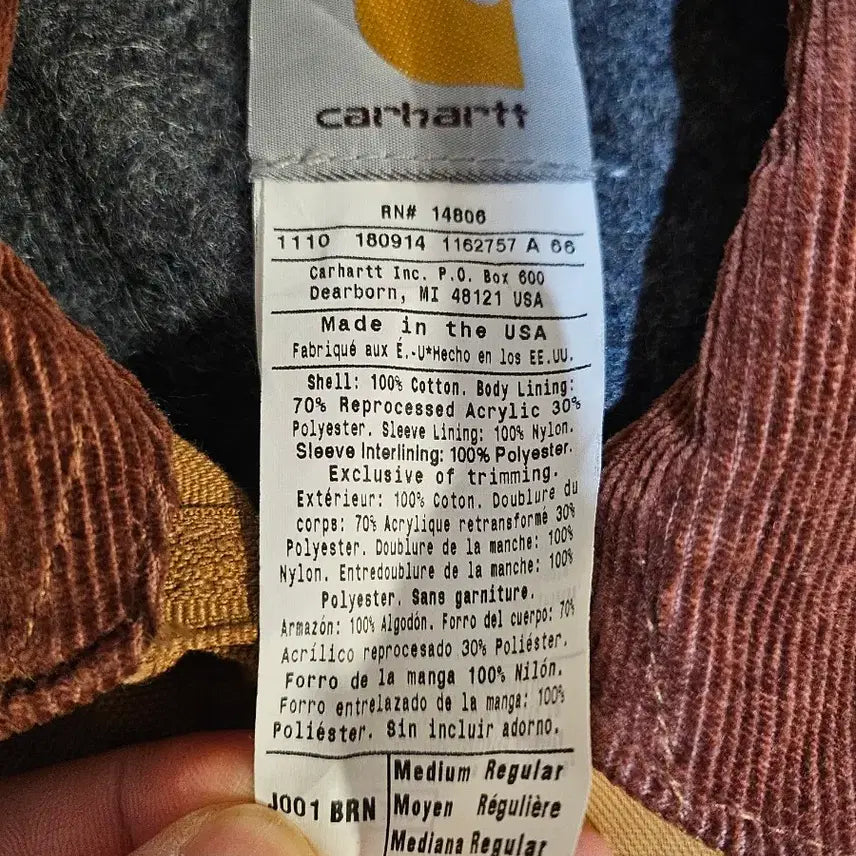 carhartt
RN# 14806
1110 180914 1162757 A 66
Carhartt Inc. P.O. Box 600
Dearborn, MI 48121 USA
Made in the USA
Fabriqué aux É.-U*Hecho en los EE.UU.
Shell: 100% Cotton. Body Lining:
70% Reprocessed Acrylic 30%
Polyester. Sleeve Lining: 100% Nylon.
Sleeve Interlining: 100% Polyester.
Exclusive of trimming.
Extérieur: 100% Coton. Doublure du
corps: 70% Acrylique retransformé 30%
Polyester. Doublure de la manche: 100%
Nylon. Entredoublure de la manche: 100%
Polyester. Sans garniture.
Armazón: 100% Algodón. Forro del cuerpo: 70%
Acrílico reprocesado 30% Poliéster.
Forro de la manga 100% Nilón.
Forro entrelazado de la manga: 100%
Poliéster. Sin incluir adorno.
J001 BRN
Medium Regular
Moyen Régulière
Mediana Regular